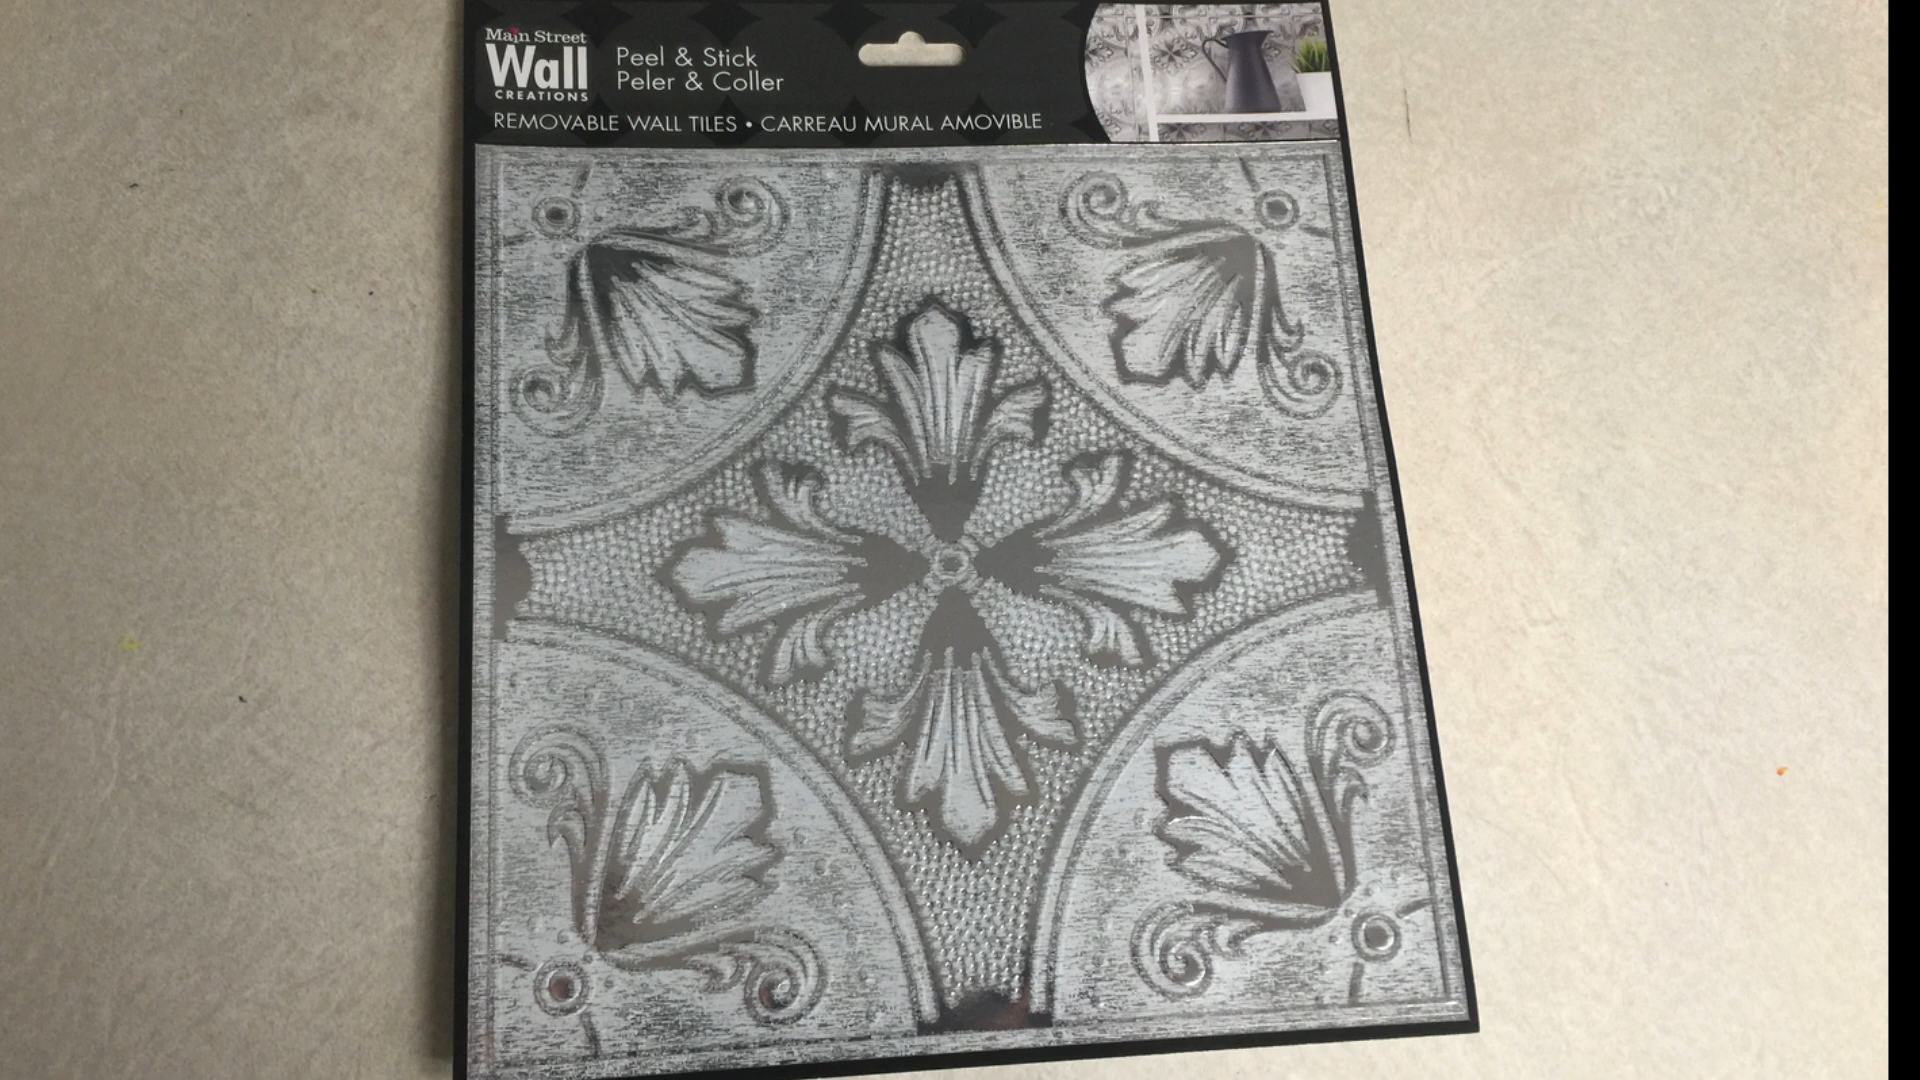 Main Street
Wall
CREATIONS
Peel & Stick
Peler & Coller
REMOVABLE WALL TILES • CARREAU MURAL AMOVIBLE